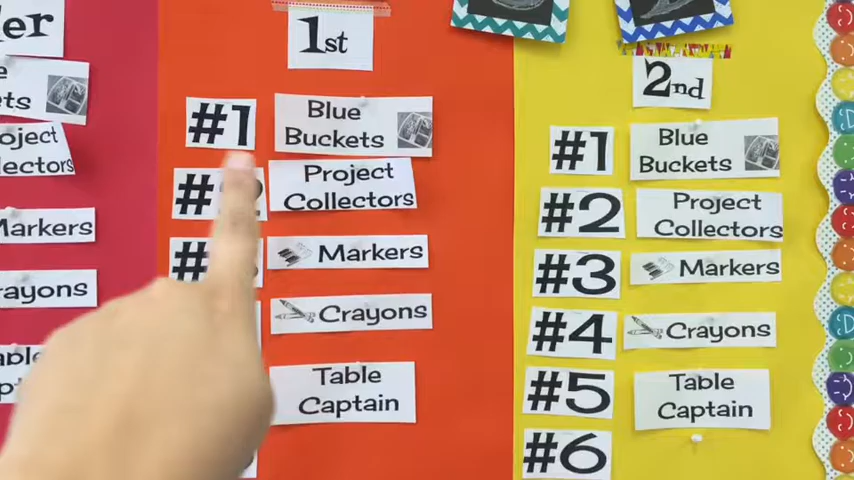 er
ts
oject
llectors
Markers
rayons
1st
#1
Blue
Buckets
#
Project
Collectors
#
Markers
Crayons
Table
Captain
2nd
#1
Blue
Buckets
#2
Project
Collectors
#3
Markers
#4
Crayons
#5
Table
Captain
#6